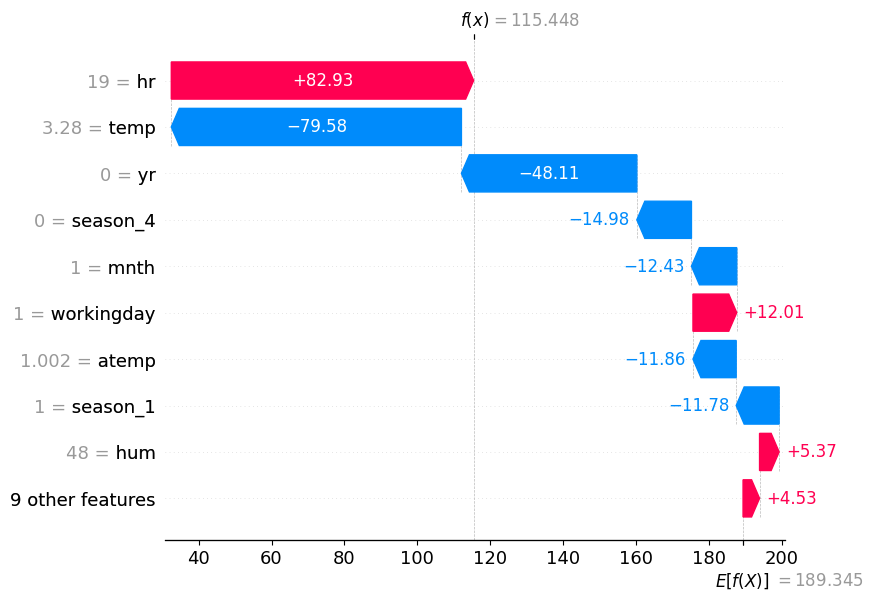 f(x) = 115.448
19 = hr
+82.93
3.28 = temp
−79.58
0 = yr
−48.11
0 = season_4
−14.98
1 = mnth
−12.43
1 = workingday
+12.01
1.002 = atemp
−11.86
1 = season_1
−11.78
48 = hum
+5.37
9 other features
+4.53
40 60 80 100 120 140 160 180 200
E[f(X)] = 189.345